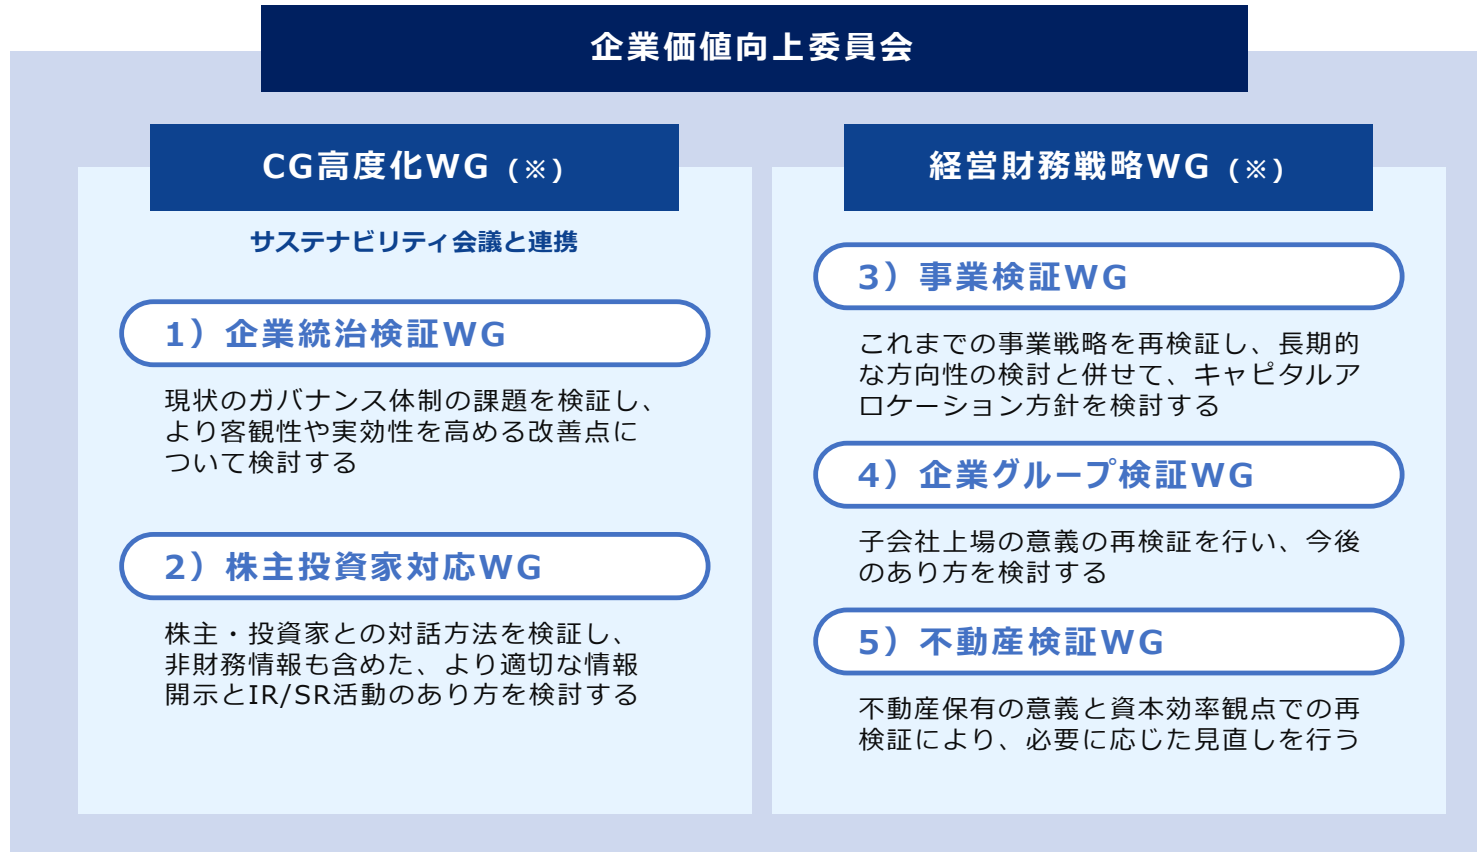 企業価値向上委員会
CG高度化WG（※）
サステナビリティ会議と連携
1）企業統治検証WG
現状のガバナンス体制の課題を検証し、
より客観性や実効性を高める改善点に
ついて検討する
2）株主投資家対応WG
株主・投資家との対話方法を検証し、
非財務情報も含めた、より適切な情報
開示とIR/SR活動のあり方を検討する
経営財務戦略WG（※）
3）事業検証WG
これまでの事業戦略を再検証し、長期的
な方向性の検討と併せて、キャピタルア
ロケーション方針を検討する
4）企業グループ検証WG
子会社上場の意義の再検証を行い、今後
のあり方を検討する
5）不動産検証WG
不動産保有の意義と資本効率観点での再
検証により、必要に応じた見直しを行う